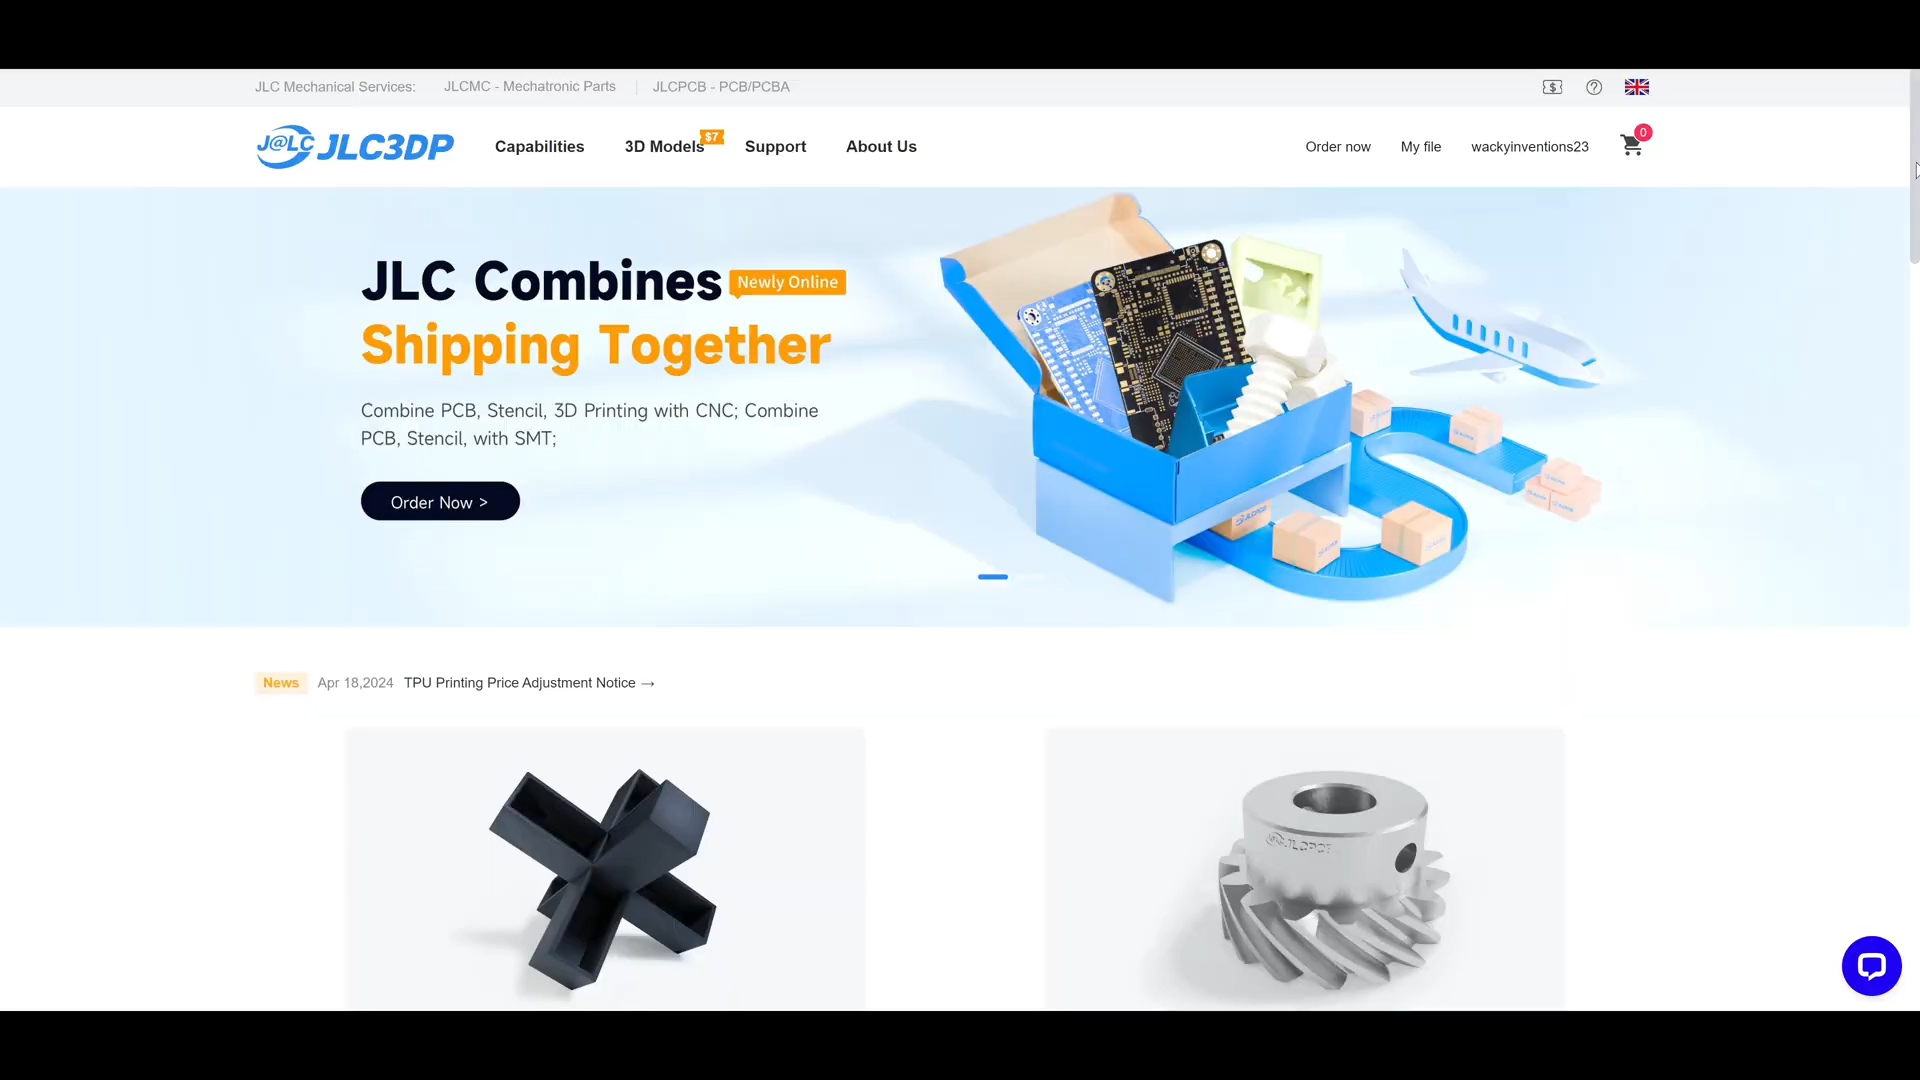 JLC Mechanical Services: JLCMC - Mechatronic Parts JLCPCB - PCB/PCBA
J@LC JLC3DP Capabilities 3D Models $7 Support About Us Order now My file wackyinventions23 0
JLC Combines Newly Online
Shipping Together
Combine PCB, Stencil, 3D Printing with CNC; Combine
PCB, Stencil, with SMT;
Order Now >
News Apr 18,2024 TPU Printing Price Adjustment Notice →
JLCPCB